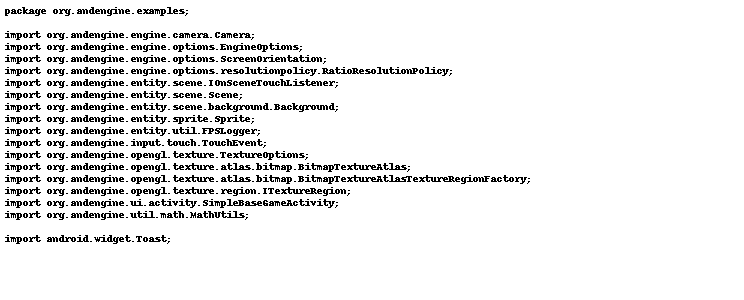 package org.andengine.examples;

import org.andengine.engine.camera.Camera;
import org.andengine.engine.options.EngineOptions;
import org.andengine.engine.options.ScreenOrientation;
import org.andengine.engine.options.resolutionpolicy.RatioResolutionPolicy;
import org.andengine.entity.scene.IOnSceneTouchListener;
import org.andengine.entity.scene.Scene;
import org.andengine.entity.scene.background.Background;
import org.andengine.entity.sprite.Sprite;
import org.andengine.entity.util.FPSLogger;
import org.andengine.input.touch.TouchEvent;
import org.andengine.opengl.texture.TextureOptions;
import org.andengine.opengl.texture.atlas.bitmap.BitmapTextureAtlas;
import org.andengine.opengl.texture.atlas.bitmap.BitmapTextureAtlasTextureRegionFactory;
import org.andengine.opengl.texture.region.ITextureRegion;
import org.andengine.ui.activity.SimpleBaseGameActivity;
import org.andengine.util.math.MathUtils;

import android.widget.Toast;